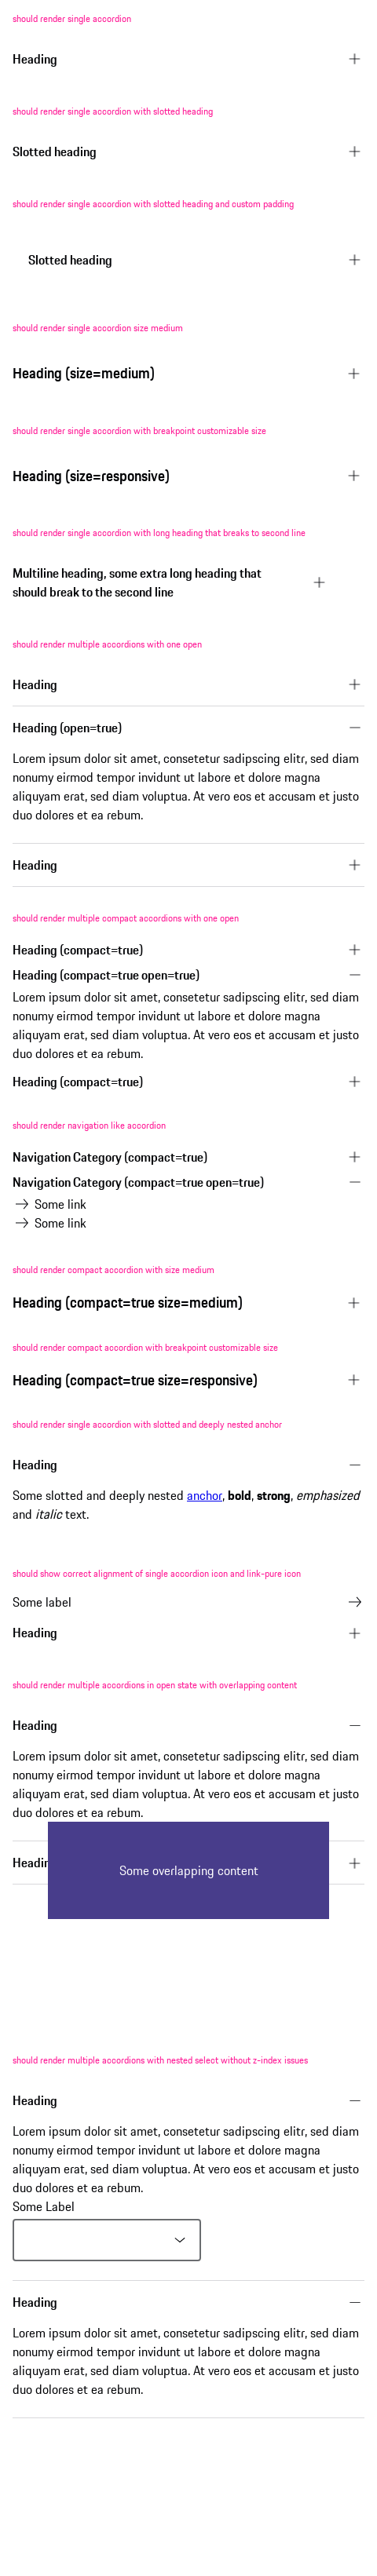 should render single accordion
Heading
should render single accordion with slotted heading
Slotted heading
should render single accordion with slotted heading and custom padding
Slotted heading
should render single accordion size medium
Heading (size=medium)
should render single accordion with breakpoint customizable size
Heading (size=responsive)
should render single accordion with long heading that breaks to second line
Multiline heading, some extra long heading that
should break to the second line
should render multiple accordions with one open
Heading
Heading (open=true)
Lorem ipsum dolor sit amet, consetetur sadipscing elitr, sed diam
nonumy eirmod tempor invidunt ut labore et dolore magna
aliquyam erat, sed diam voluptua. At vero eos et accusam et justo
duo dolores et ea rebum.
Heading
should render multiple compact accordions with one open
Heading (compact=true)
Heading (compact=true open=true)
Lorem ipsum dolor sit amet, consetetur sadipscing elitr, sed diam
nonumy eirmod tempor invidunt ut labore et dolore magna
aliquyam erat, sed diam voluptua. At vero eos et accusam et justo
duo dolores et ea rebum.
Heading (compact=true)
should render navigation like accordion
Navigation Category (compact=true)
Navigation Category (compact=true open=true)
Some link
Some link
should render compact accordion with size medium
Heading (compact=true size=medium)
should render compact accordion with breakpoint customizable size
Heading (compact=true size=responsive)
should render single accordion with slotted and deeply nested anchor
Heading
Some slotted and deeply nested anchor, bold, strong, emphasized
and italic text.
should show correct alignment of single accordion icon and link-pure icon
Some label
Heading
should render multiple accordions in open state with overlapping content
Heading
Lorem ipsum dolor sit amet, consetetur sadipscing elitr, sed diam
nonumy eirmod tempor invidunt ut labore et dolore magna
aliquyam erat, sed diam voluptua. At vero eos et accusam et justo
duo dolores et ea rebum.
Headin
Some overlapping content
should render multiple accordions with nested select without z-index issues
Heading
Lorem ipsum dolor sit amet, consetetur sadipscing elitr, sed diam
nonumy eirmod tempor invidunt ut labore et dolore magna
aliquyam erat, sed diam voluptua. At vero eos et accusam et justo
duo dolores et ea rebum.
Some Label
Heading
Lorem ipsum dolor sit amet, consetetur sadipscing elitr, sed diam
nonumy eirmod tempor invidunt ut labore et dolore magna
aliquyam erat, sed diam voluptua. At vero eos et accusam et justo
duo dolores et ea rebum.